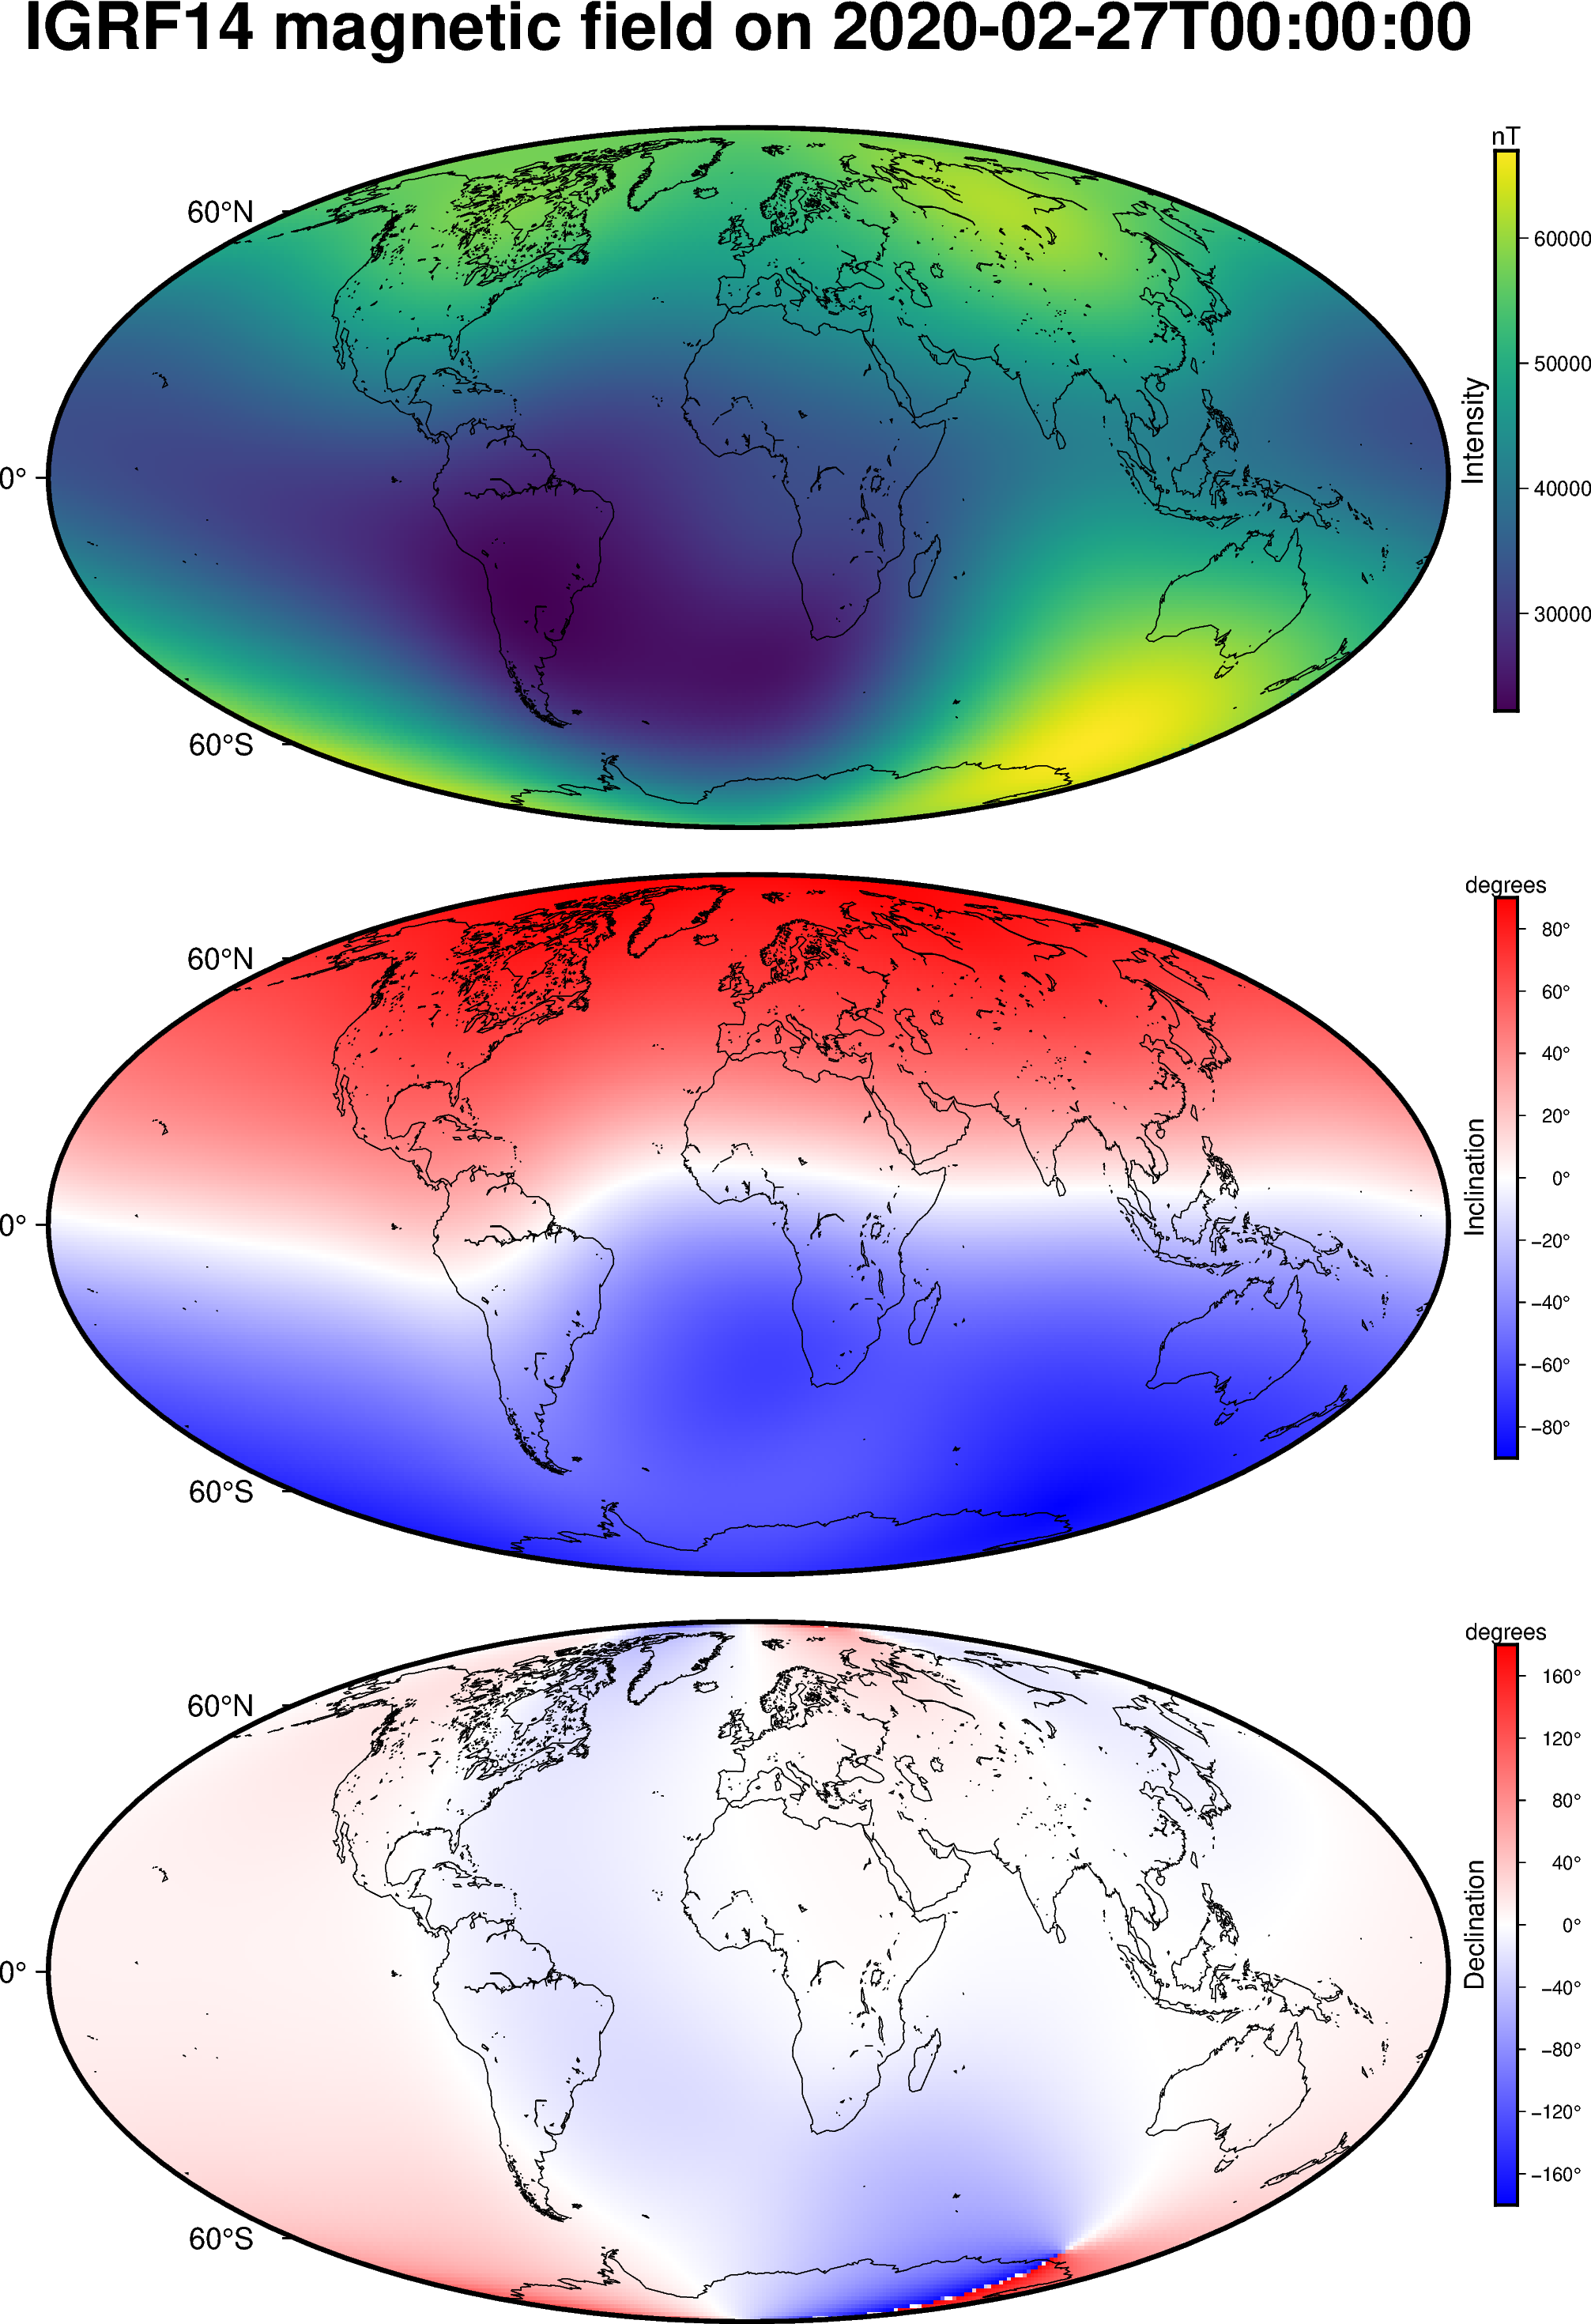 IGRF14 magnetic field on 2020-02-27T00:00:00
nT
60°N
60000
50000
Intensity
0°
40000
30000
60°S
degrees
80°
60°N
60°
40°
20°
Inclination
0°
0°
−20°
−40°
−60°
−80°
60°S
degrees
160°
60°N
120°
80°
40°
Declination
0°
0°
−40°
−80°
−120°
−160°
60°S